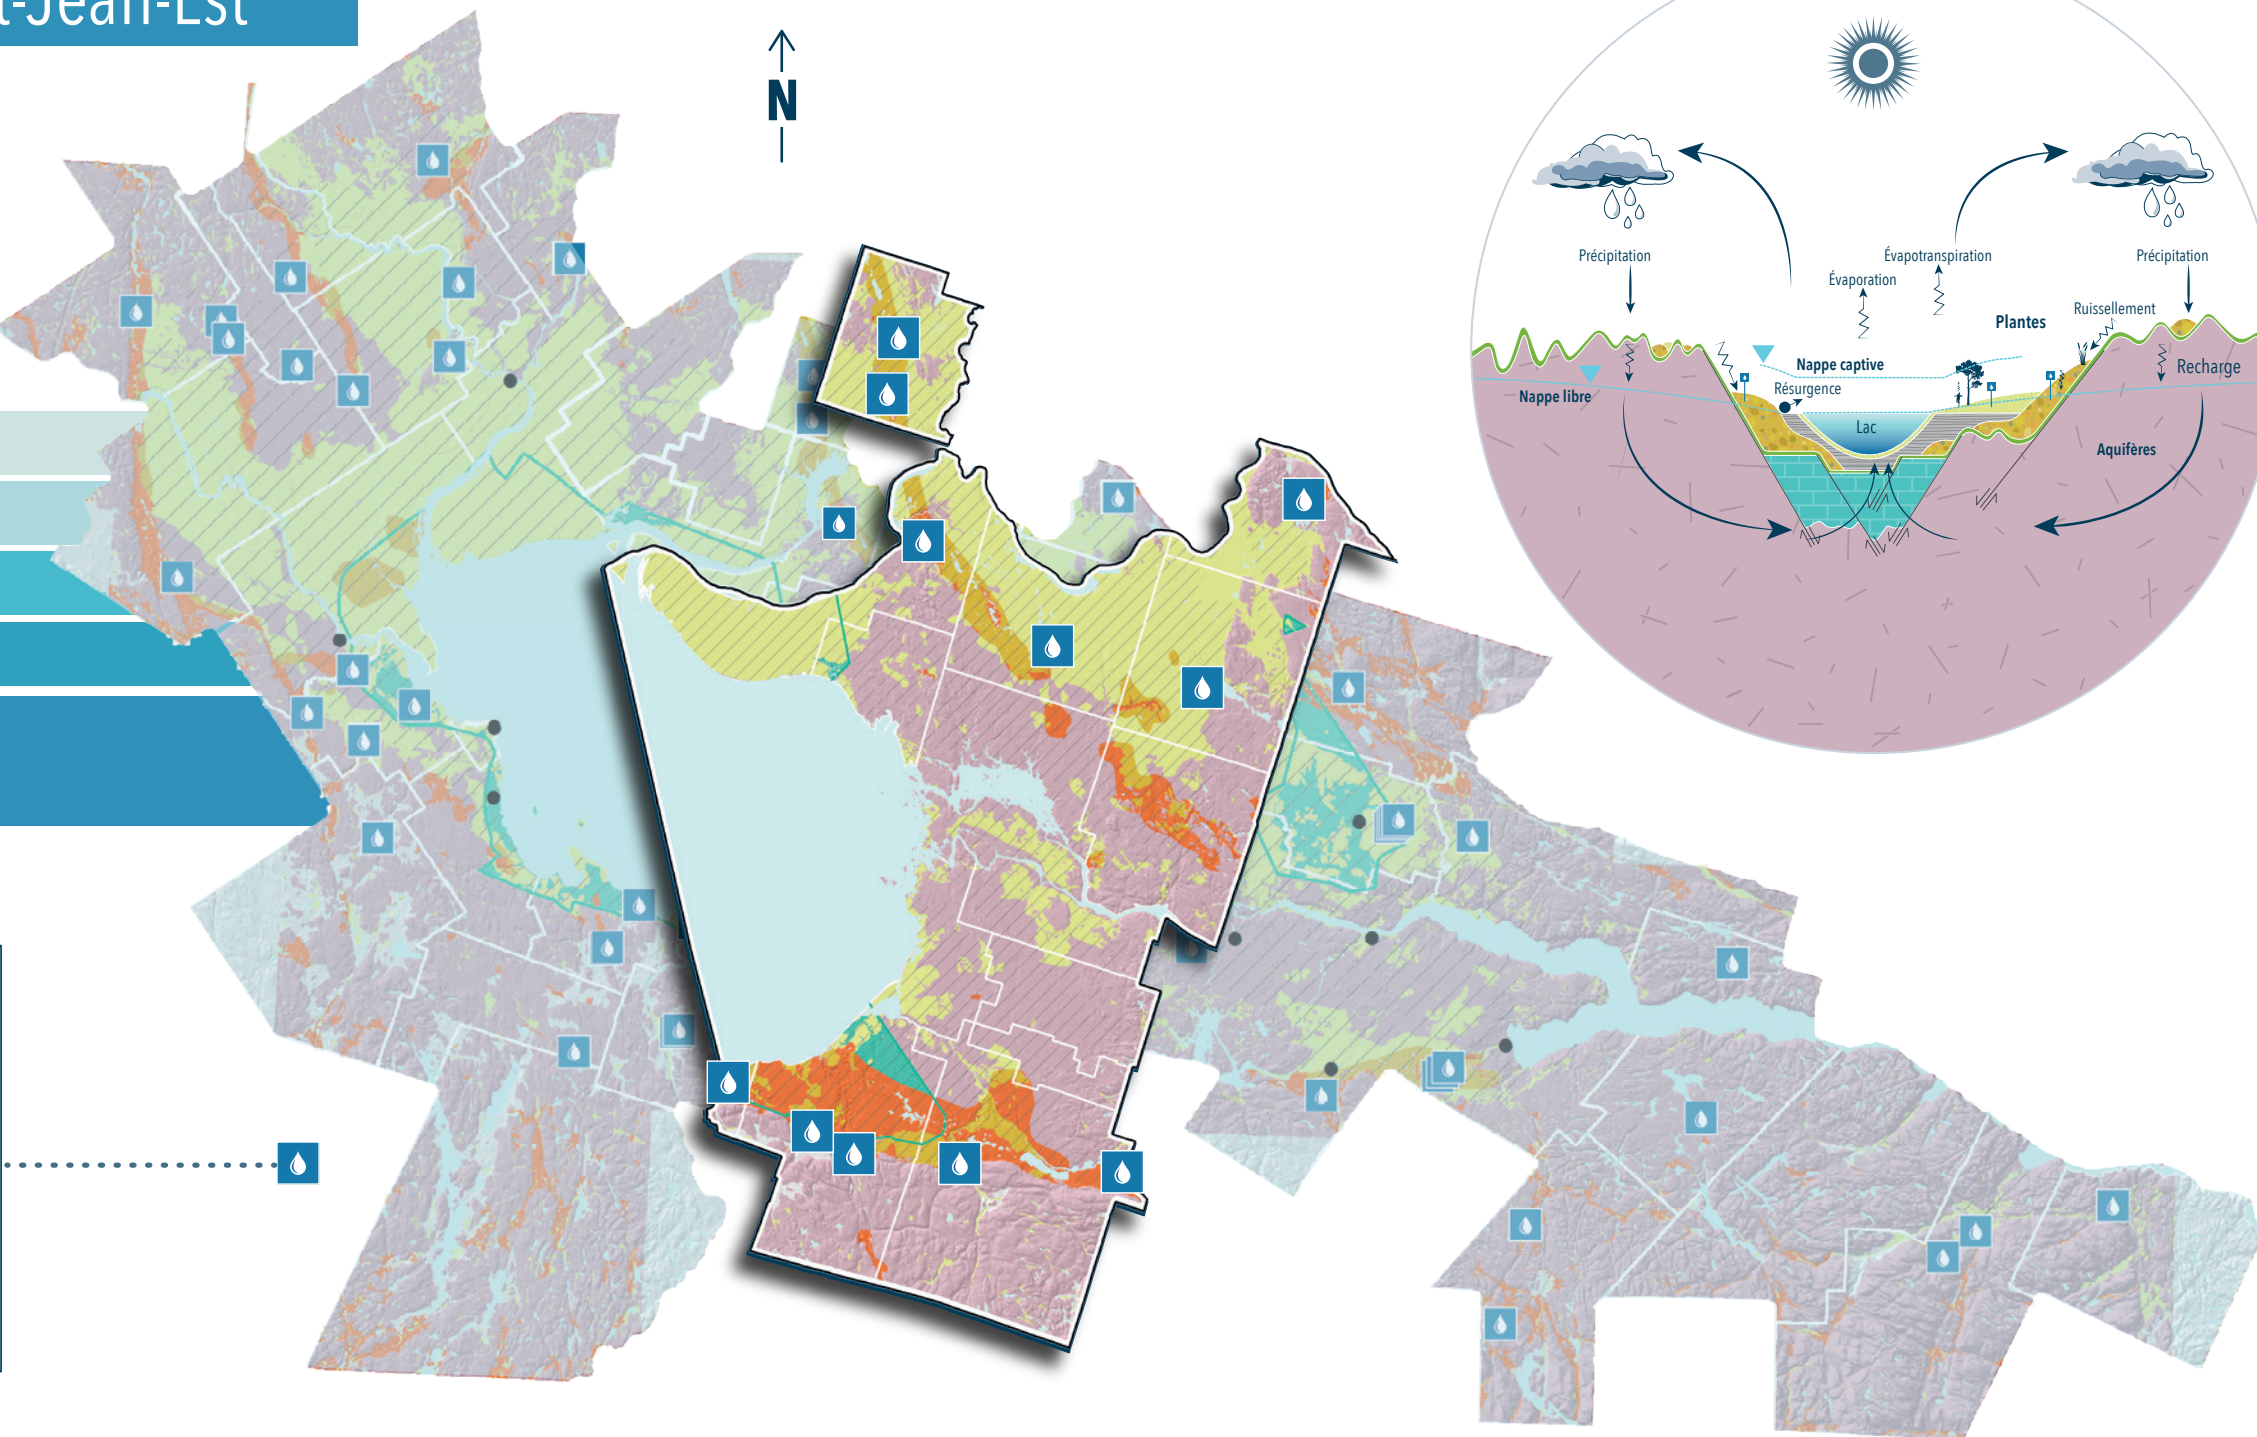 t-Jean-Est
N
Précipitation
Évapotranspiration
Précipitation
Évaporation
Ruissellement
Plantes
Nappe captive
Recharge
Résurgence
Nappe libre
Lac
Aquifères